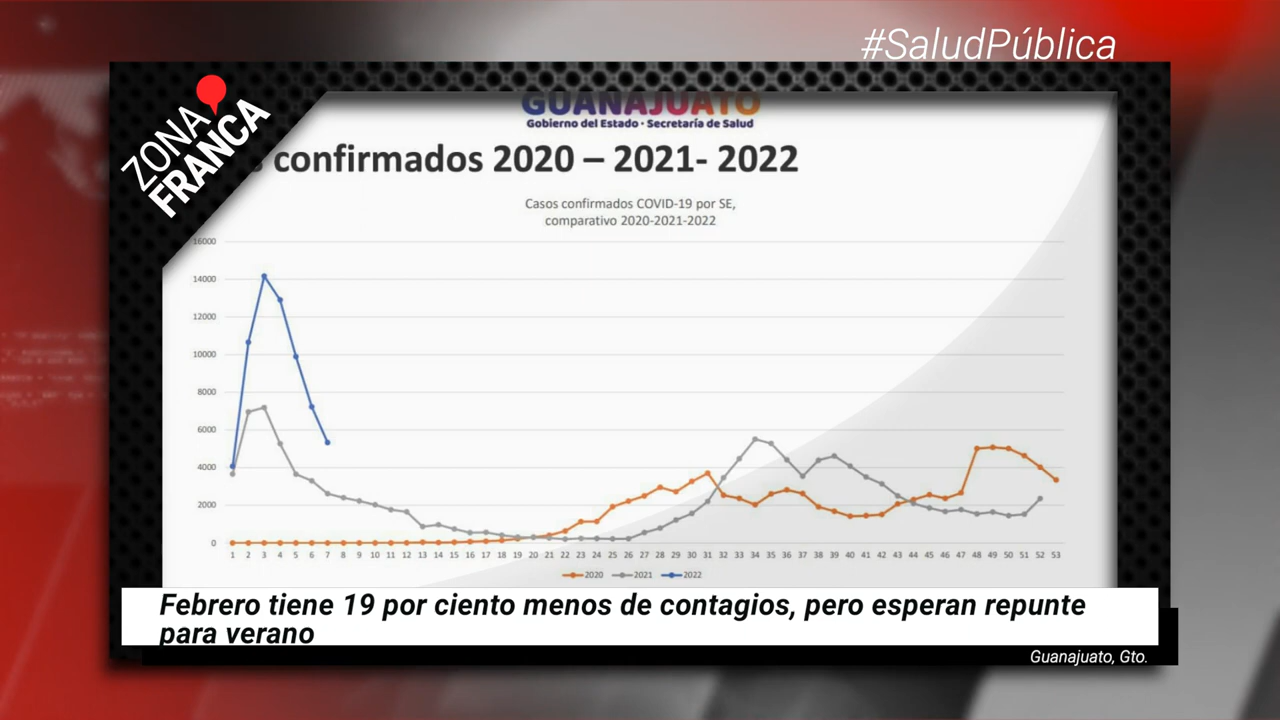 #SaludPública
ZONA
FRANCA
GUANAJUATO
Gobierno del Estado · Secretaría de Salud
confirmados 2020 – 2021- 2022
Casos confirmados COVID-19 por SE,
comparativo 2020-2021-2022
16000
14000
12000
10000
8000
6000
4000
2000
0
1 2 3 4 5 6 7 8 9 10 11 12 13 14 15 16 17 18 19 20 21 22 23 24 25 26 27 28 29 30 31 32 33 34 35 36 37 38 39 40 41 42 43 44 45 46 47 48 49 50 51 52 53
2020 2021 2022
Febrero tiene 19 por ciento menos de contagios, pero esperan repunte
para verano
Guanajuato, Gto.